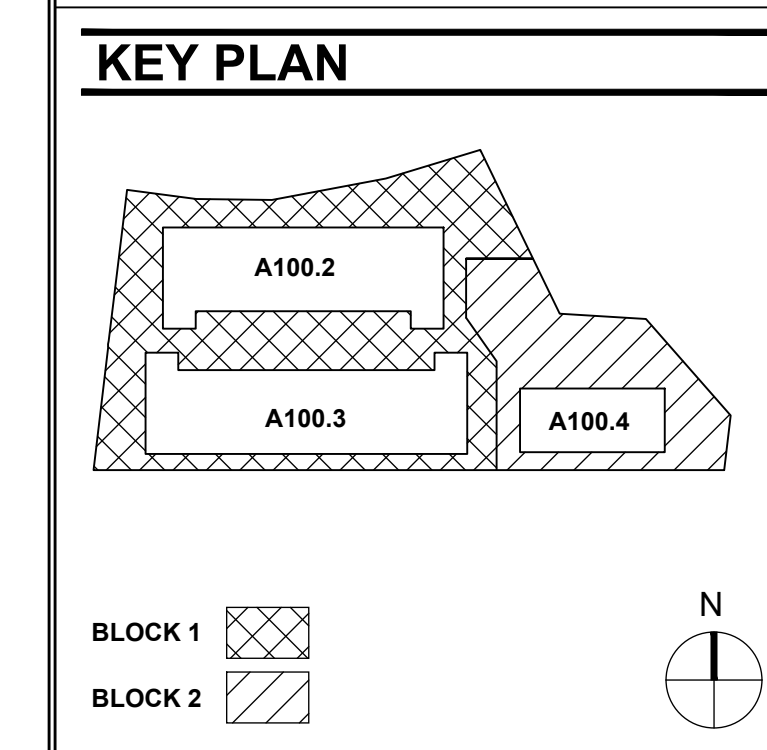 KEY PLAN
A100.2
A100.3
A100.4
BLOCK 1
N
BLOCK 2